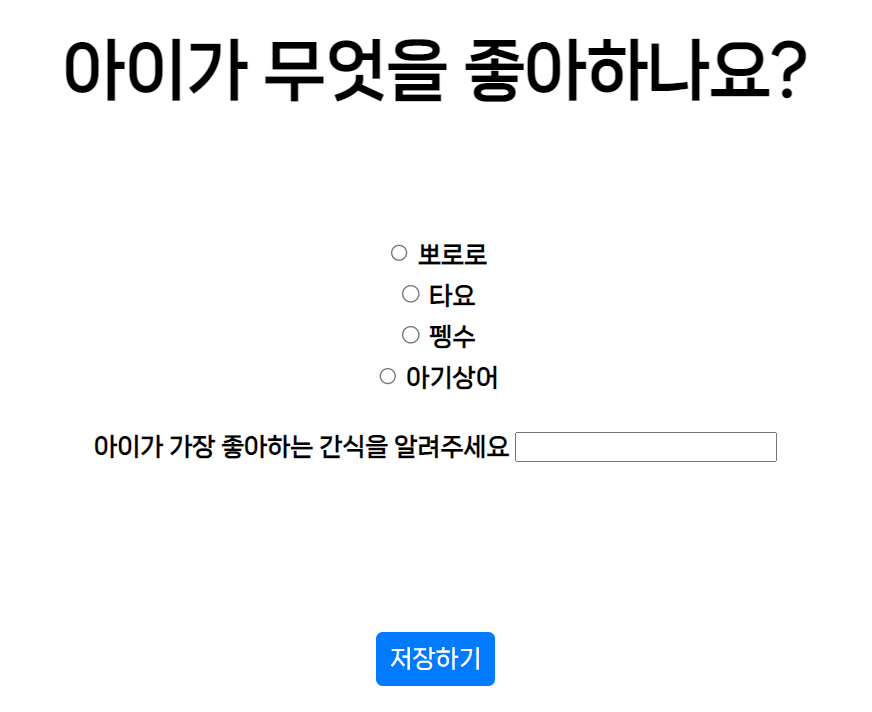 아이가 무엇을 좋아하나요?
뽀로로
타요
펭수
아기상어
아이가 가장 좋아하는 간식을 알려주세요
저장하기